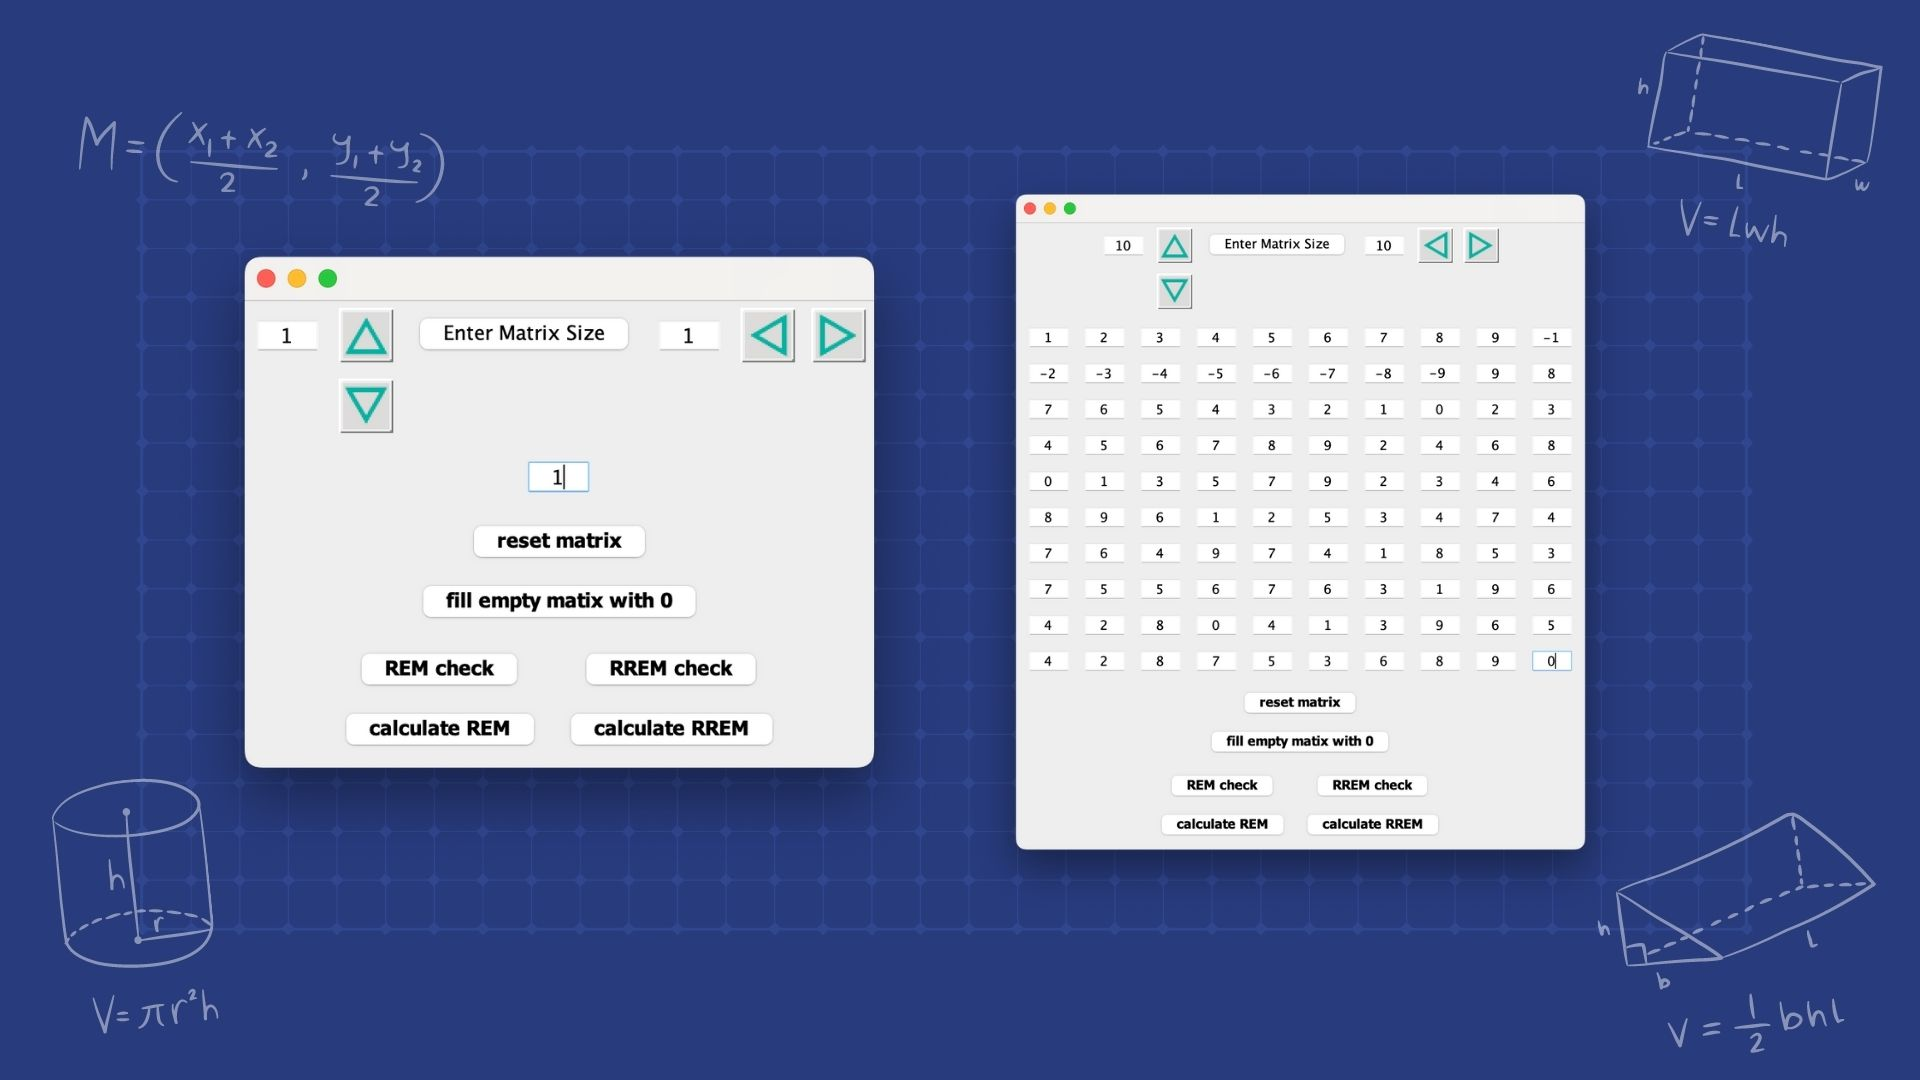 M = (x₁ + x₂ / 2 , y₁ + y₂ / 2)
1 Enter Matrix Size 1
1
reset matrix
fill empty matix with 0
REM check RREM check
calculate REM calculate RREM
10 Enter Matrix Size 10
1 2 3 4 5 6 7 8 9 -1
-2 -3 -4 -5 -6 -7 -8 -9 9 8
7 6 5 4 3 2 1 0 2 3
4 5 6 7 8 9 2 4 6 8
0 1 3 5 7 9 2 3 4 6
8 9 6 1 2 5 3 4 7 4
7 6 4 9 7 4 1 8 5 3
7 5 5 6 7 6 3 1 9 6
4 2 8 0 4 1 3 9 6 5
4 2 8 7 5 3 6 8 9 0
reset matrix
fill empty matix with 0
REM check RREM check
calculate REM calculate RREM
h
L
w
V = Lwh
h
r
V = πr²h
h
b
L
V = 1/2 bhl